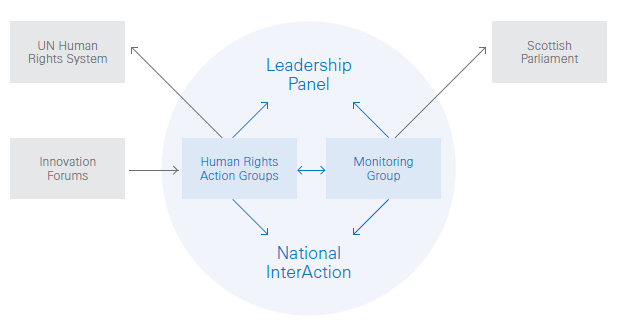 UN Human
Rights System
Leadership
Panel
Scottish
Parliament
Innovation
Forums
Human Rights
Action Groups
Monitoring
Group
National
InterAction